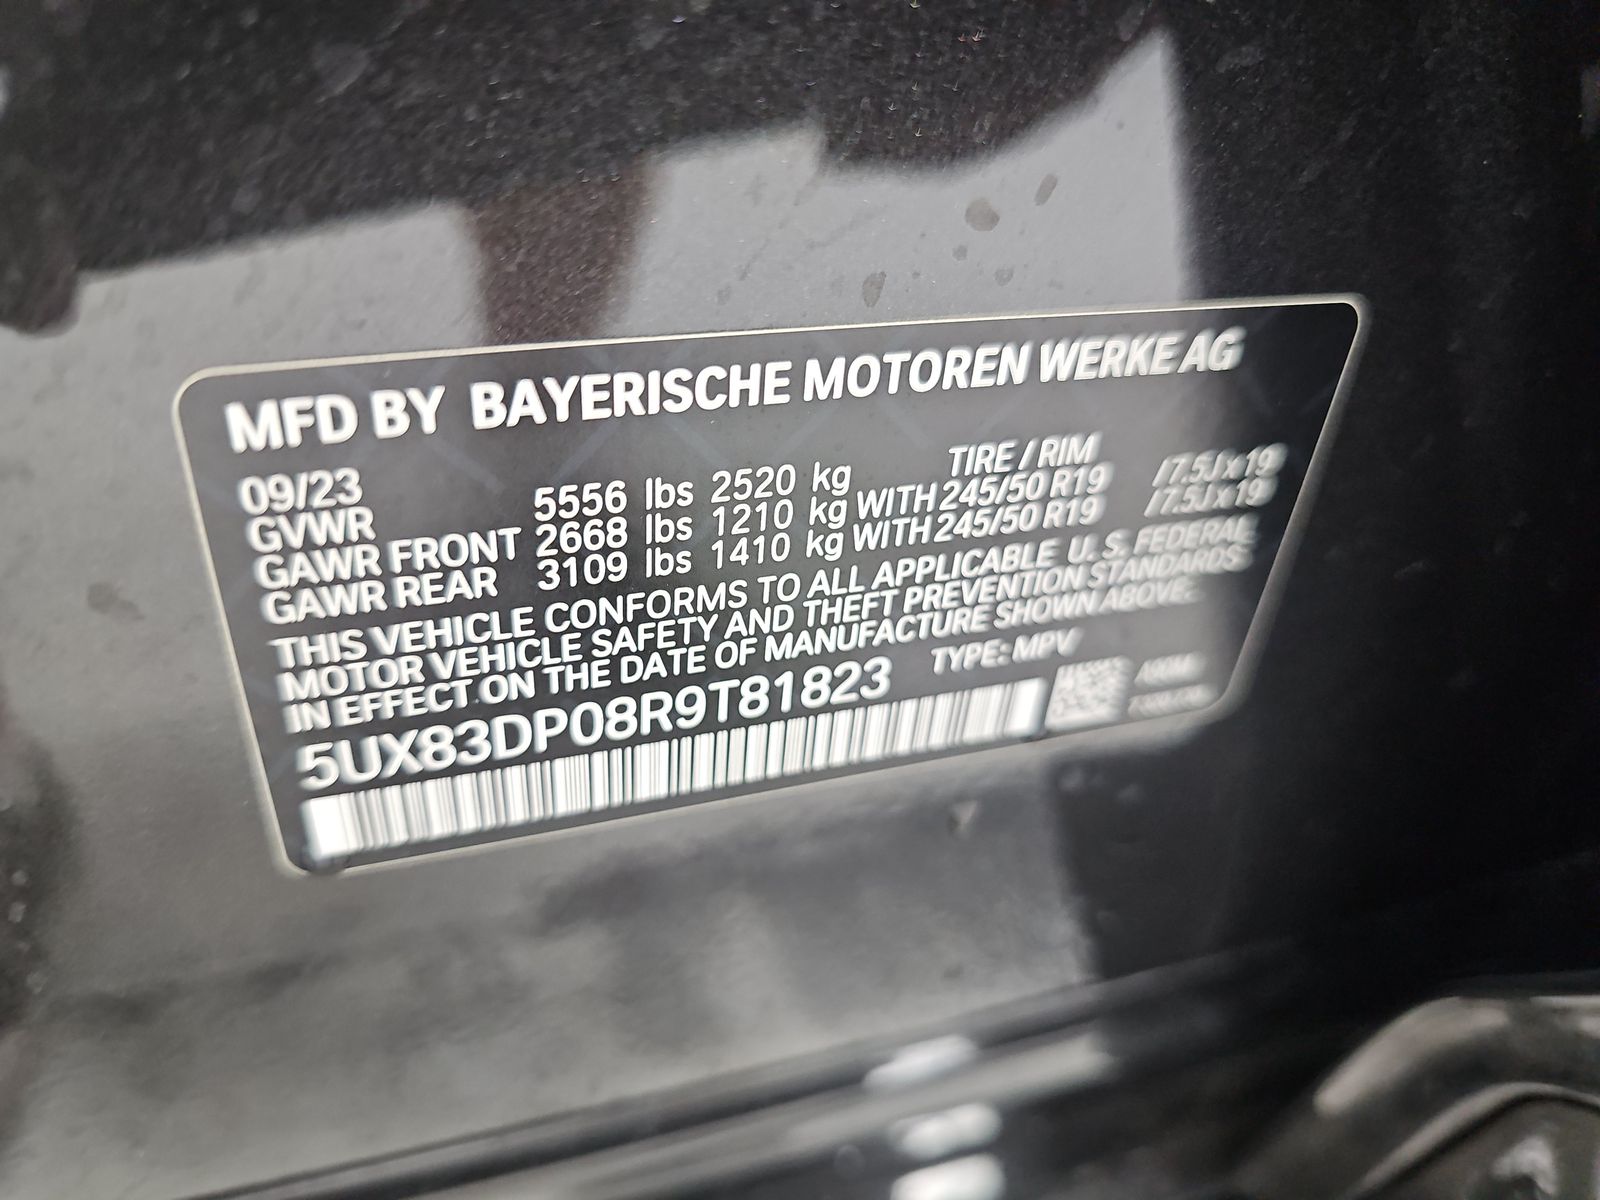 MFD BY BAYERISCHE MOTOREN WERKE AG
09/23 TIRE / RIM
GVWR 5556 lbs 2520 kg
GAWR FRONT 2668 lbs 1210 kg WITH 245/50 R19 /7.5Jx19
GAWR REAR 3109 lbs 1410 kg WITH 245/50 R19 /7.5Jx19
THIS VEHICLE CONFORMS TO ALL APPLICABLE U. S. FEDERAL
MOTOR VEHICLE SAFETY AND THEFT PREVENTION STANDARDS
IN EFFECT ON THE DATE OF MANUFACTURE SHOWN ABOVE.
5UX83DP08R9T81823 TYPE: MPV